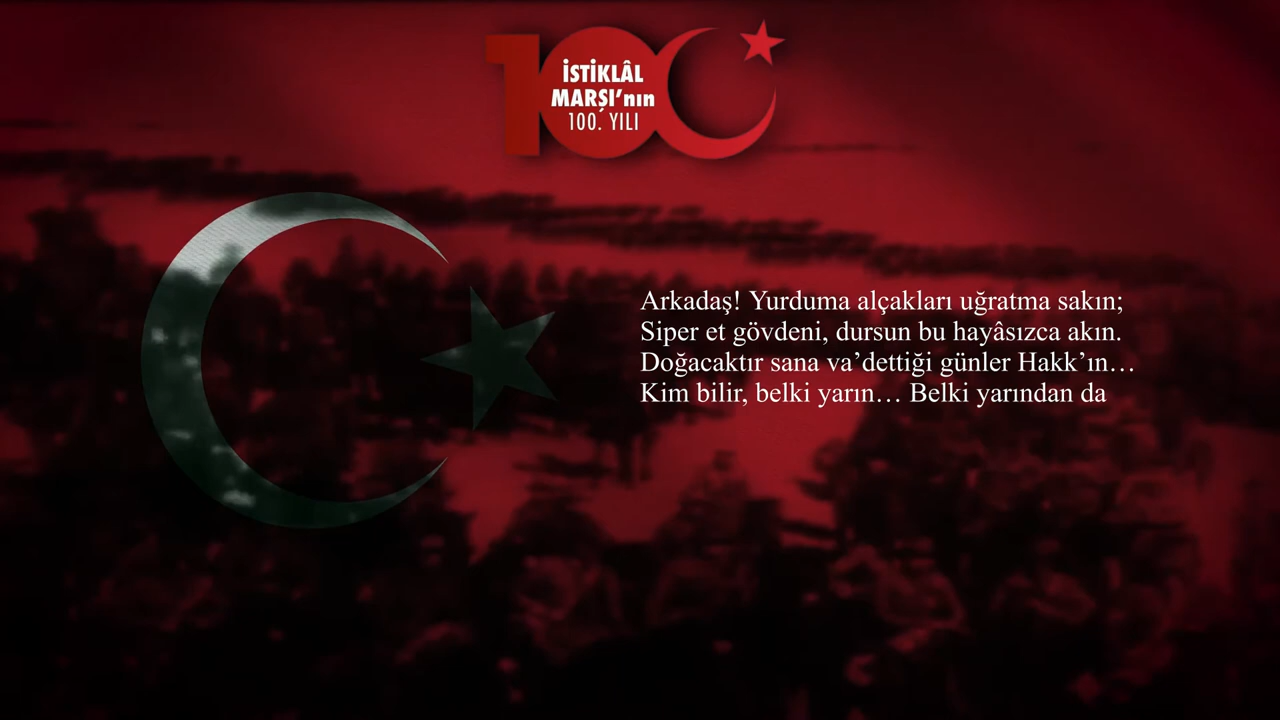 100
İSTİKLÂL
MARŞI’nın
100. YILI
Arkadaş! Yurduma alçakları uğratma sakın;
Siper et gövdeni, dursun bu hayâsızca akın.
Doğacaktır sana va’dettiği günler Hakk’ın…
Kim bilir, belki yarın… Belki yarından da